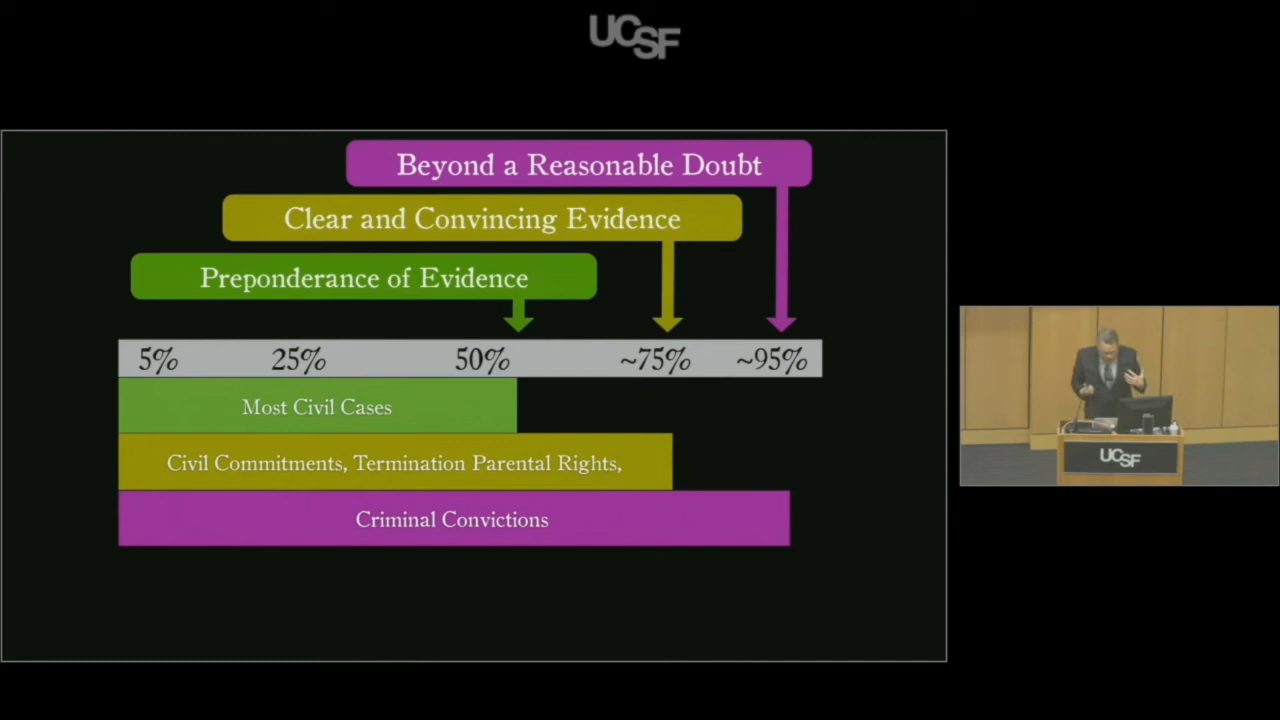 UCSF
Beyond a Reasonable Doubt
Clear and Convincing Evidence
Preponderance of Evidence
5% 25% 50% ~75% ~95%
Most Civil Cases
Civil Commitments, Termination Parental Rights,
Criminal Convictions
UCSF